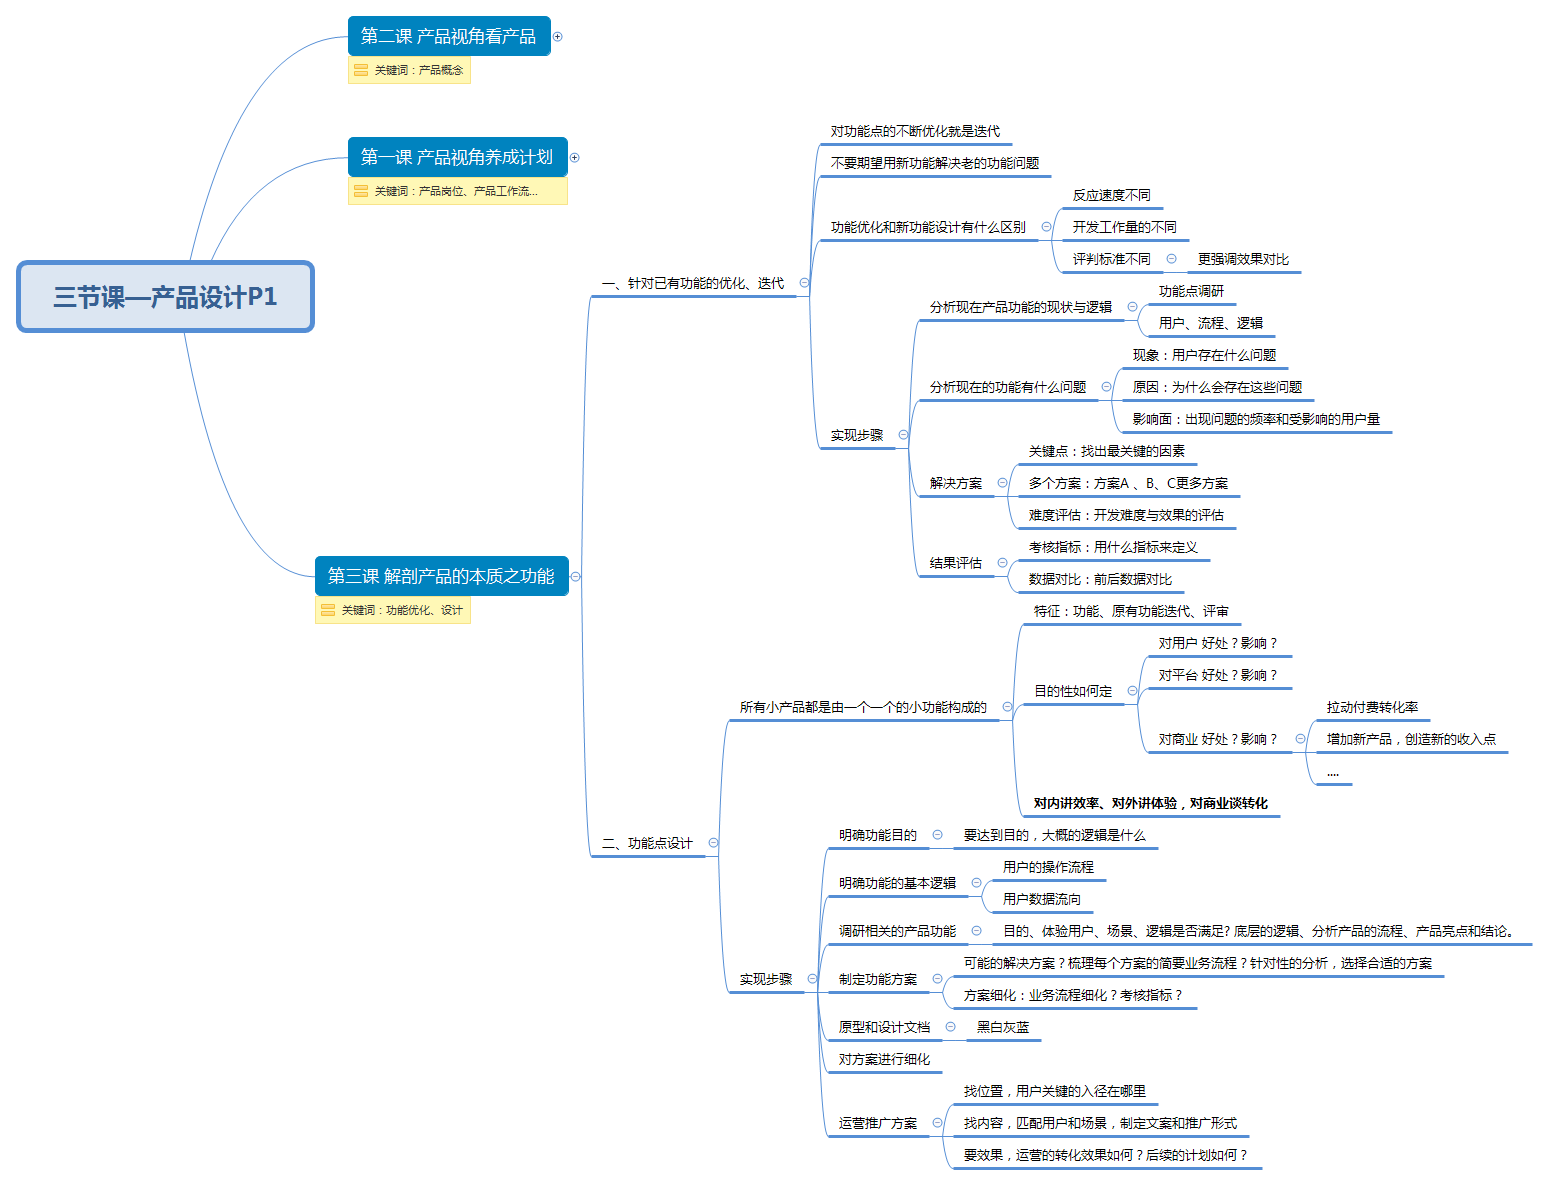 第二课 产品视角看产品
关键词：产品概念
第一课 产品视角养成计划
关键词：产品岗位、产品工作流...
三节课—产品设计P1
第三课 解剖产品的本质之功能
关键词：功能优化、设计
一、针对已有功能的优化、迭代
对功能点的不断优化就是迭代
不要期望用新功能解决老的功能问题
功能优化和新功能设计有什么区别
反应速度不同
开发工作量的不同
评判标准不同
更强调效果对比
实现步骤
分析现在产品功能的现状与逻辑
功能点调研
用户、流程、逻辑
分析现在的功能有什么问题
现象：用户存在什么问题
原因：为什么会存在这些问题
影响面：出现问题的频率和受影响的用户量
解决方案
关键点：找出最关键的因素
多个方案：方案A 、B、C更多方案
难度评估：开发难度与效果的评估
结果评估
考核指标：用什么指标来定义
数据对比：前后数据对比
二、功能点设计
所有小产品都是由一个一个的小功能构成的
特征：功能、原有功能迭代、评审
目的性如何定
对用户 好处？影响？
对平台 好处？影响？
对商业 好处？影响？
拉动付费转化率
增加新产品，创造新的收入点
....
对内讲效率、对外讲体验，对商业谈转化
实现步骤
明确功能目的
要达到目的，大概的逻辑是什么
明确功能的基本逻辑
用户的操作流程
用户数据流向
调研相关的产品功能
目的、体验用户、场景、逻辑是否满足? 底层的逻辑、分析产品的流程、产品亮点和结论。
制定功能方案
可能的解决方案？梳理每个方案的简要业务流程？针对性的分析，选择合适的方案
方案细化：业务流程细化？考核指标？
原型和设计文档
黑白灰蓝
对方案进行细化
运营推广方案
找位置，用户关键的入径在哪里
找内容，匹配用户和场景，制定文案和推广形式
要效果，运营的转化效果如何？后续的计划如何？